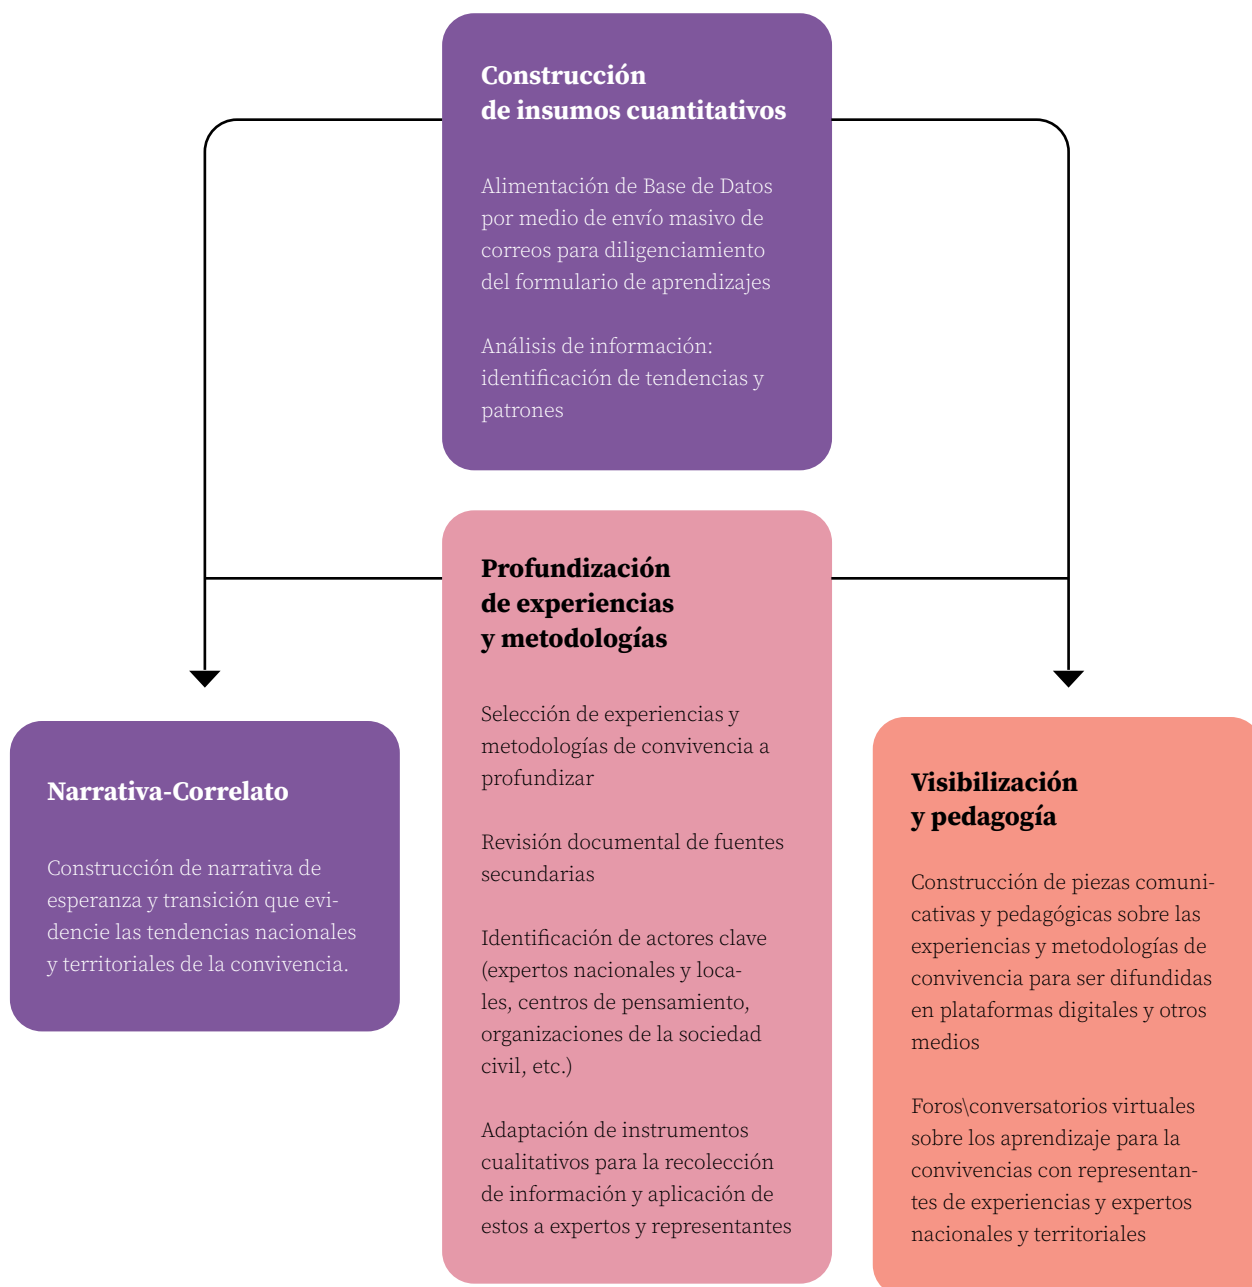 Construcción
de insumos cuantitativos
Alimentación de Base de Datos
por medio de envío masivo de
correos para diligenciamiento
del formulario de aprendizajes
Análisis de información:
identificación de tendencias y
patrones
Narrativa-Correlato
Construcción de narrativa de
esperanza y transición que evi-
dencie las tendencias nacionales
y territoriales de la convivencia.
Profundización
de experiencias
y metodologías
Selección de experiencias y
metodologías de convivencia a
profundizar
Revisión documental de fuentes
secundarias
Identificación de actores clave
(expertos nacionales y loca-
les, centros de pensamiento,
organizaciones de la sociedad
civil, etc.)
Adaptación de instrumentos
cualitativos para la recolección
de información y aplicación de
estos a expertos y representantes
Visibilización
y pedagogía
Construcción de piezas comuni-
cativas y pedagógicas sobre las
experiencias y metodologías de
convivencia para ser difundidas
en plataformas digitales y otros
medios
Foros\conversatorios virtuales
sobre los aprendizaje para la
convivencias con representan-
tes de experiencias y expertos
nacionales y territoriales